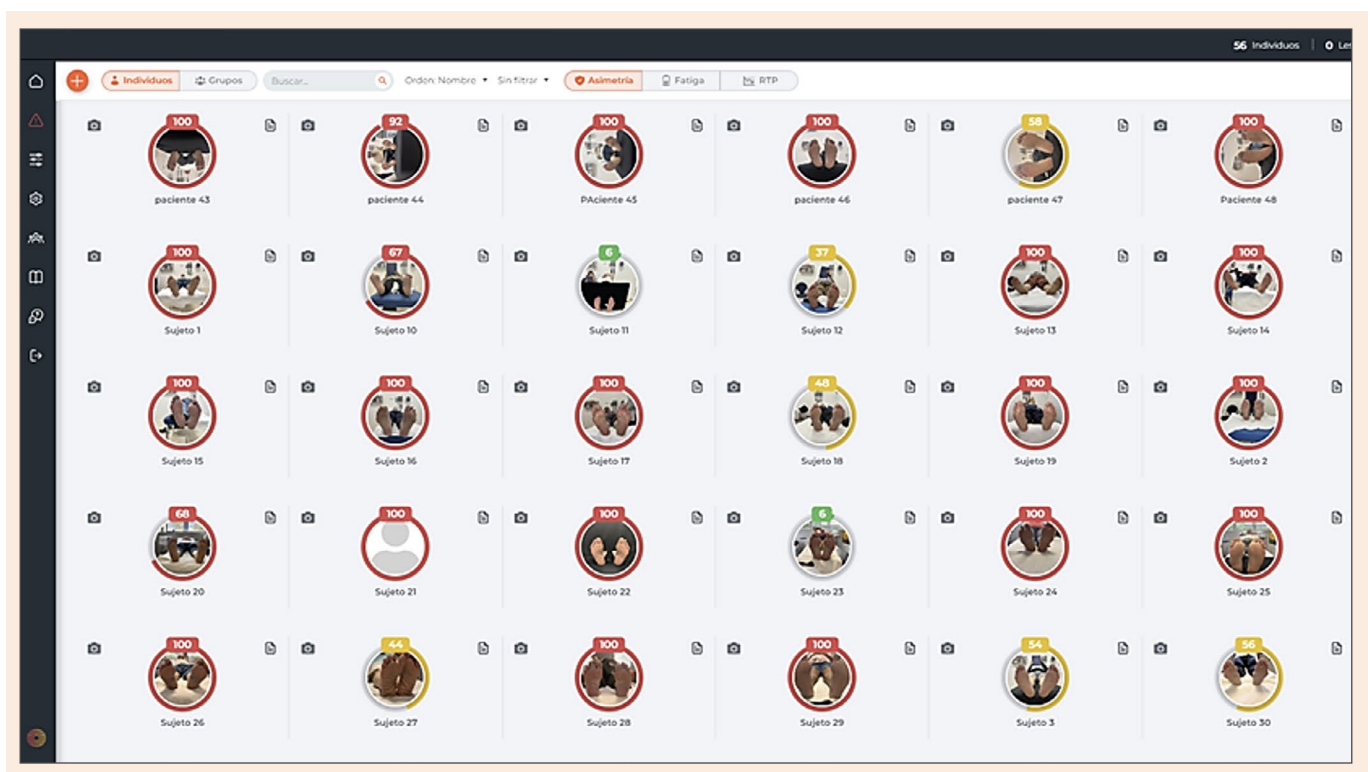 56 Individuos 0 Les
Individuos Grupos Buscar... Orden: Nombre Sin filtrar Asimetría Fatiga RTP
100 92 100 100 58 100
paciente 43 paciente 44 PAciente 45 paciente 46 paciente 47 Paciente 48
100 67 6 37 100 100
Sujeto 1 Sujeto 10 Sujeto 11 Sujeto 12 Sujeto 13 Sujeto 14
100 100 100 48 100 100
Sujeto 15 Sujeto 16 Sujeto 17 Sujeto 18 Sujeto 19 Sujeto 2
68 100 100 6 100 100
Sujeto 20 Sujeto 21 Sujeto 22 Sujeto 23 Sujeto 24 Sujeto 25
100 44 100 100 54 56
Sujeto 26 Sujeto 27 Sujeto 28 Sujeto 29 Sujeto 3 Sujeto 30